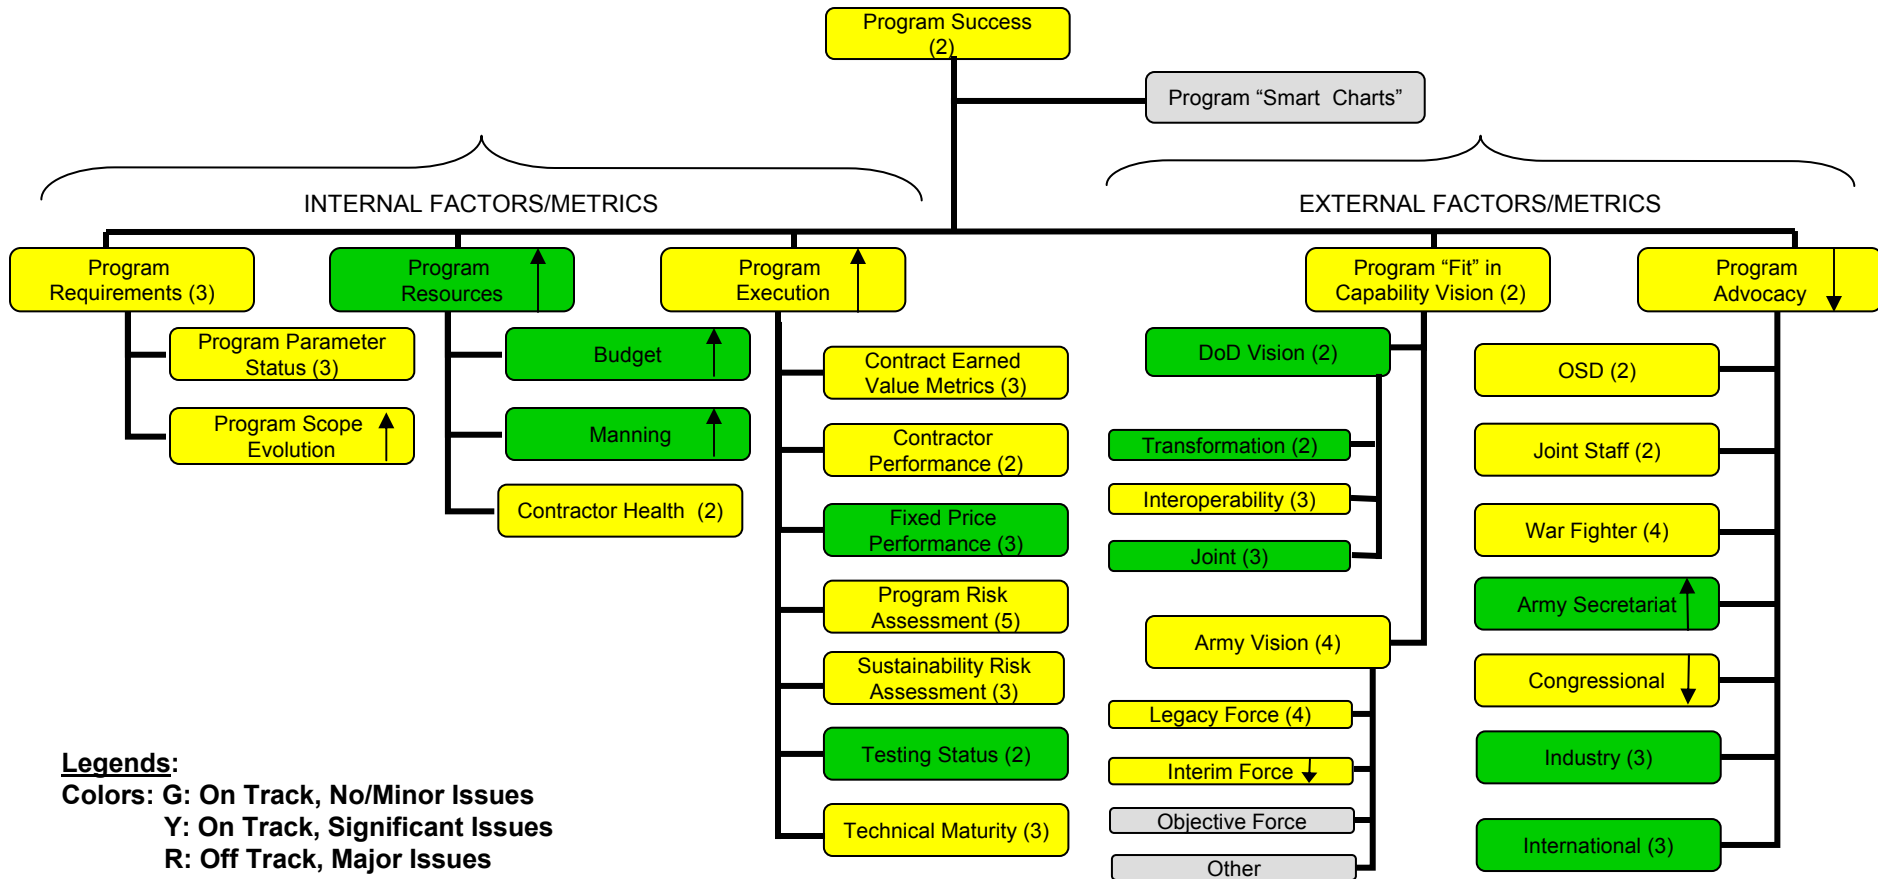 Program Success
(2)
Program “Smart Charts”
INTERNAL FACTORS/METRICS
EXTERNAL FACTORS/METRICS
Program
Requirements (3)
Program
Resources
Program
Execution
Program “Fit” in
Capability Vision (2)
Program
Advocacy
Program Parameter
Status (3)
Program Scope
Evolution
Budget
Manning
Contractor Health (2)
Contract Earned
Value Metrics (3)
Contractor
Performance (2)
Fixed Price
Performance (3)
Program Risk
Assessment (5)
Sustainability Risk
Assessment (3)
Testing Status (2)
Technical Maturity (3)
DoD Vision (2)
Transformation (2)
Interoperability (3)
Joint (3)
Army Vision (4)
Legacy Force (4)
Interim Force
Objective Force
Other
OSD (2)
Joint Staff (2)
War Fighter (4)
Army Secretariat
Congressional
Industry (3)
International (3)
Legends:
Colors: G: On Track, No/Minor Issues
Y: On Track, Significant Issues
R: Off Track, Major Issues